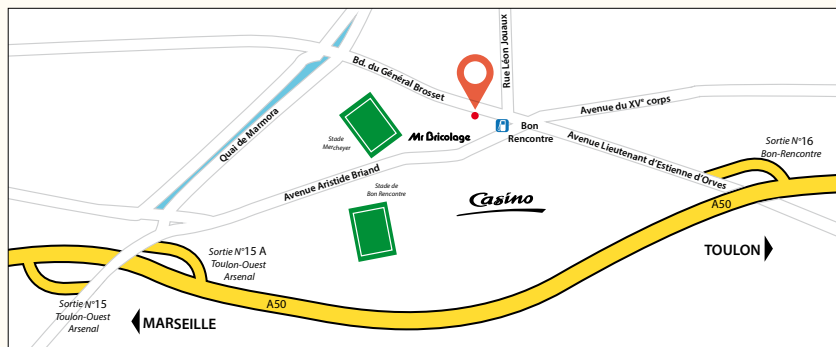 Bd. du Général Brosset
Rue Léon Jouaux
Avenue du XVe corps
Quai de Marmora
Stade
Mercheyer
Mr Bricolage
Bon
Rencontre
Avenue Lieutenant d'Estienne d'Orves
Sortie N°16
Bon-Rencontre
Avenue Aristide Briand
Stade de
Bon Rencontre
Casino
A50
TOULON
Sortie N°15 A
Toulon-Ouest
Arsenal
Sortie N°15
Toulon-Ouest
Arsenal
A50
MARSEILLE